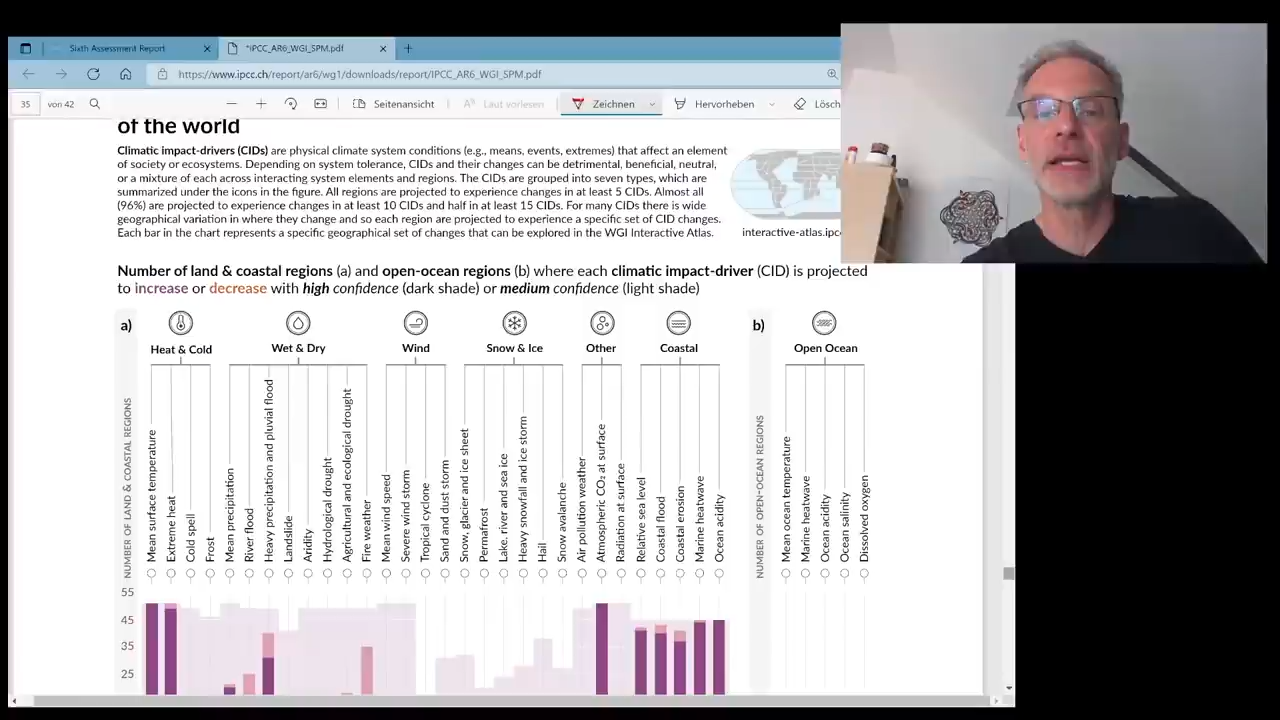 Sixth Assessment Report
*IPCC_AR6_WGI_SPM.pdf
https://www.ipcc.ch/report/ar6/wg1/downloads/report/IPCC_AR6_WGI_SPM.pdf
35 von 42
Seitenansicht
Laut vorlesen
Zeichnen
Hervorheben
Lösch
of the world
Climatic impact-drivers (CIDs) are physical climate system conditions (e.g., means, events, extremes) that affect an element
of society or ecosystems. Depending on system tolerance, CIDs and their changes can be detrimental, beneficial, neutral,
or a mixture of each across interacting system elements and regions. The CIDs are grouped into seven types, which are
summarized under the icons in the figure. All regions are projected to experience changes in at least 5 CIDs. Almost all
(96%) are projected to experience changes in at least 10 CIDs and half in at least 15 CIDs. For many CIDs there is wide
geographical variation in where they change and so each region are projected to experience a specific set of CID changes.
Each bar in the chart represents a specific geographical set of changes that can be explored in the WGI Interactive Atlas.
interactive-atlas.ipcc
Number of land & coastal regions (a) and open-ocean regions (b) where each climatic impact-driver (CID) is projected
to increase or decrease with high confidence (dark shade) or medium confidence (light shade)
a)
Heat & Cold
Wet & Dry
Wind
Snow & Ice
Other
Coastal
b)
Open Ocean
NUMBER OF LAND & COASTAL REGIONS
Mean surface temperature
Extreme heat
Cold spell
Frost
Mean precipitation
River flood
Heavy precipitation and pluvial flood
Landslide
Aridity
Hydrological drought
Agricultural and ecological drought
Fire weather
Mean wind speed
Severe wind storm
Tropical cyclone
Sand and dust storm
Snow, glacier and ice sheet
Permafrost
Lake, river and sea ice
Heavy snowfall and ice storm
Hail
Snow avalanche
Air pollution weather
Atmospheric CO₂ at surface
Radiation at surface
Relative sea level
Coastal flood
Coastal erosion
Marine heatwave
Ocean acidity
NUMBER OF OPEN-OCEAN REGIONS
Mean ocean temperature
Marine heatwave
Ocean acidity
Ocean salinity
Dissolved oxygen
55
45
35
25